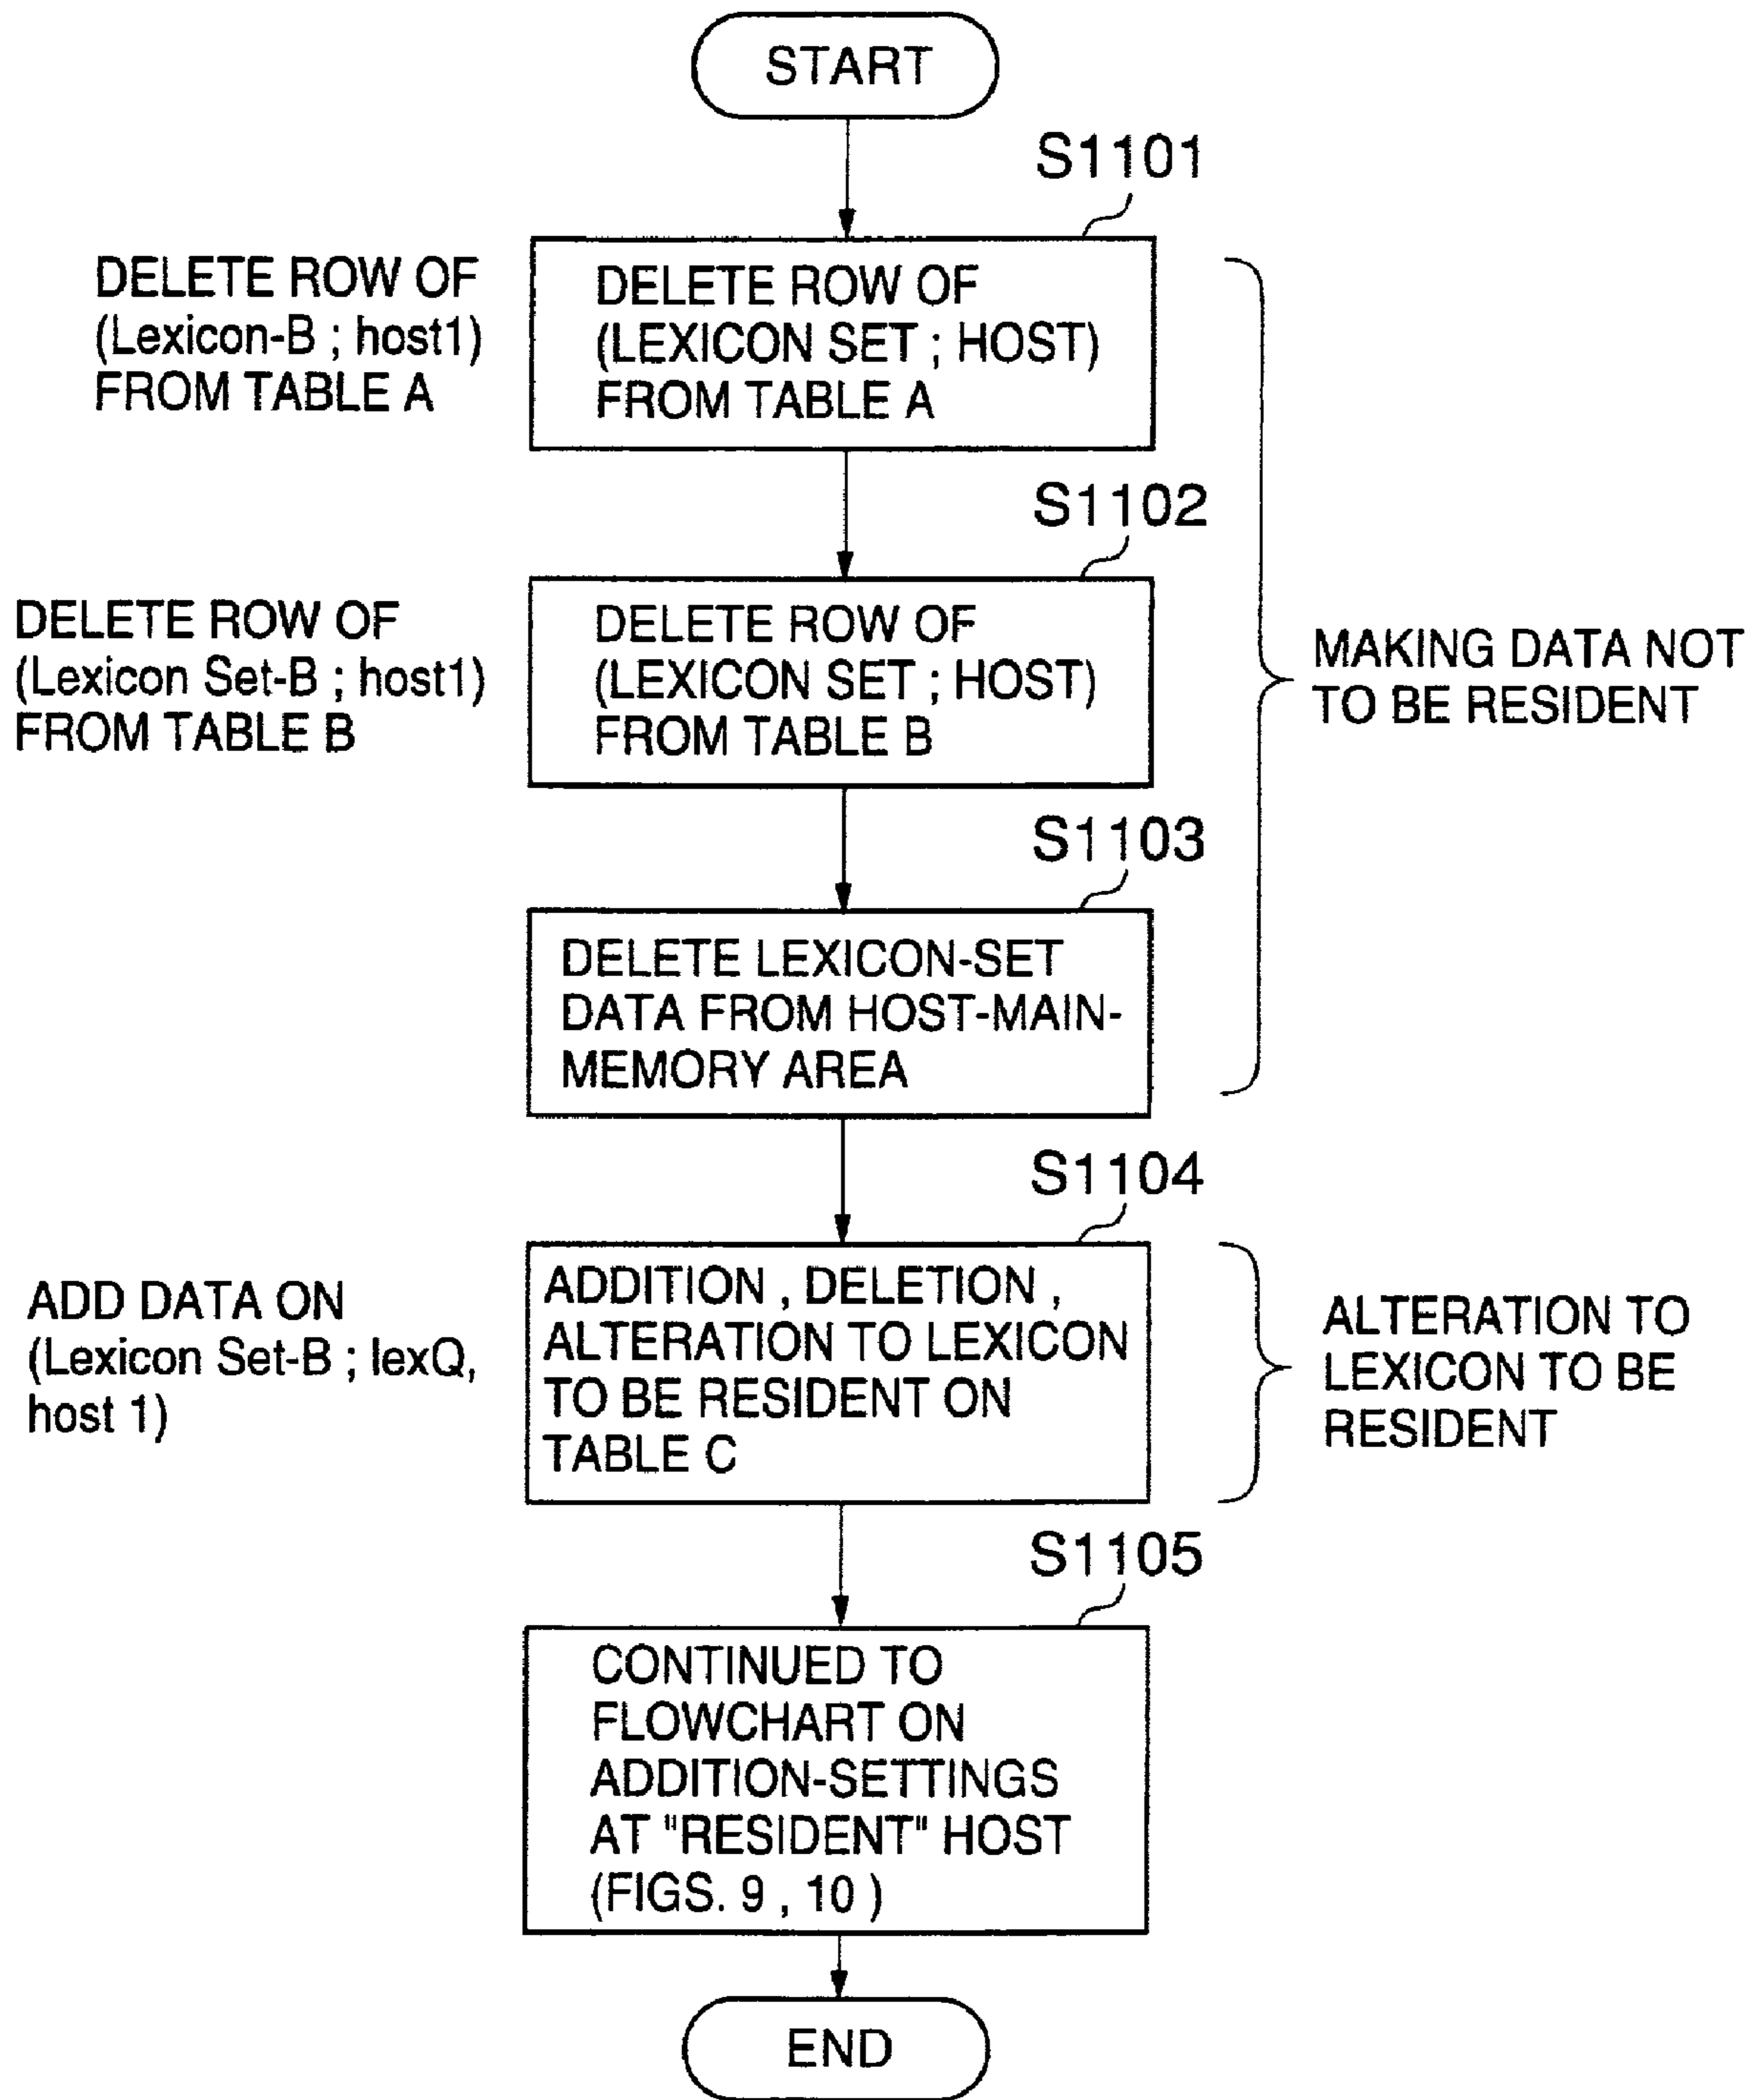 START
S1101
DELETE ROW OF
(Lexicon-B ; host1)
FROM TABLE A
DELETE ROW OF
(LEXICON SET ; HOST)
FROM TABLE A
S1102
DELETE ROW OF
(Lexicon Set-B ; host1)
FROM TABLE B
DELETE ROW OF
(LEXICON SET ; HOST)
FROM TABLE B
MAKING DATA NOT
TO BE RESIDENT
S1103
DELETE LEXICON-SET
DATA FROM HOST-MAIN-
MEMORY AREA
S1104
ADD DATA ON
(Lexicon Set-B ; lexQ,
host 1)
ADDITION , DELETION ,
ALTERATION TO LEXICON
TO BE RESIDENT ON
TABLE C
ALTERATION TO
LEXICON TO BE
RESIDENT
S1105
CONTINUED TO
FLOWCHART ON
ADDITION-SETTINGS
AT "RESIDENT" HOST
(FIGS. 9 , 10 )
END